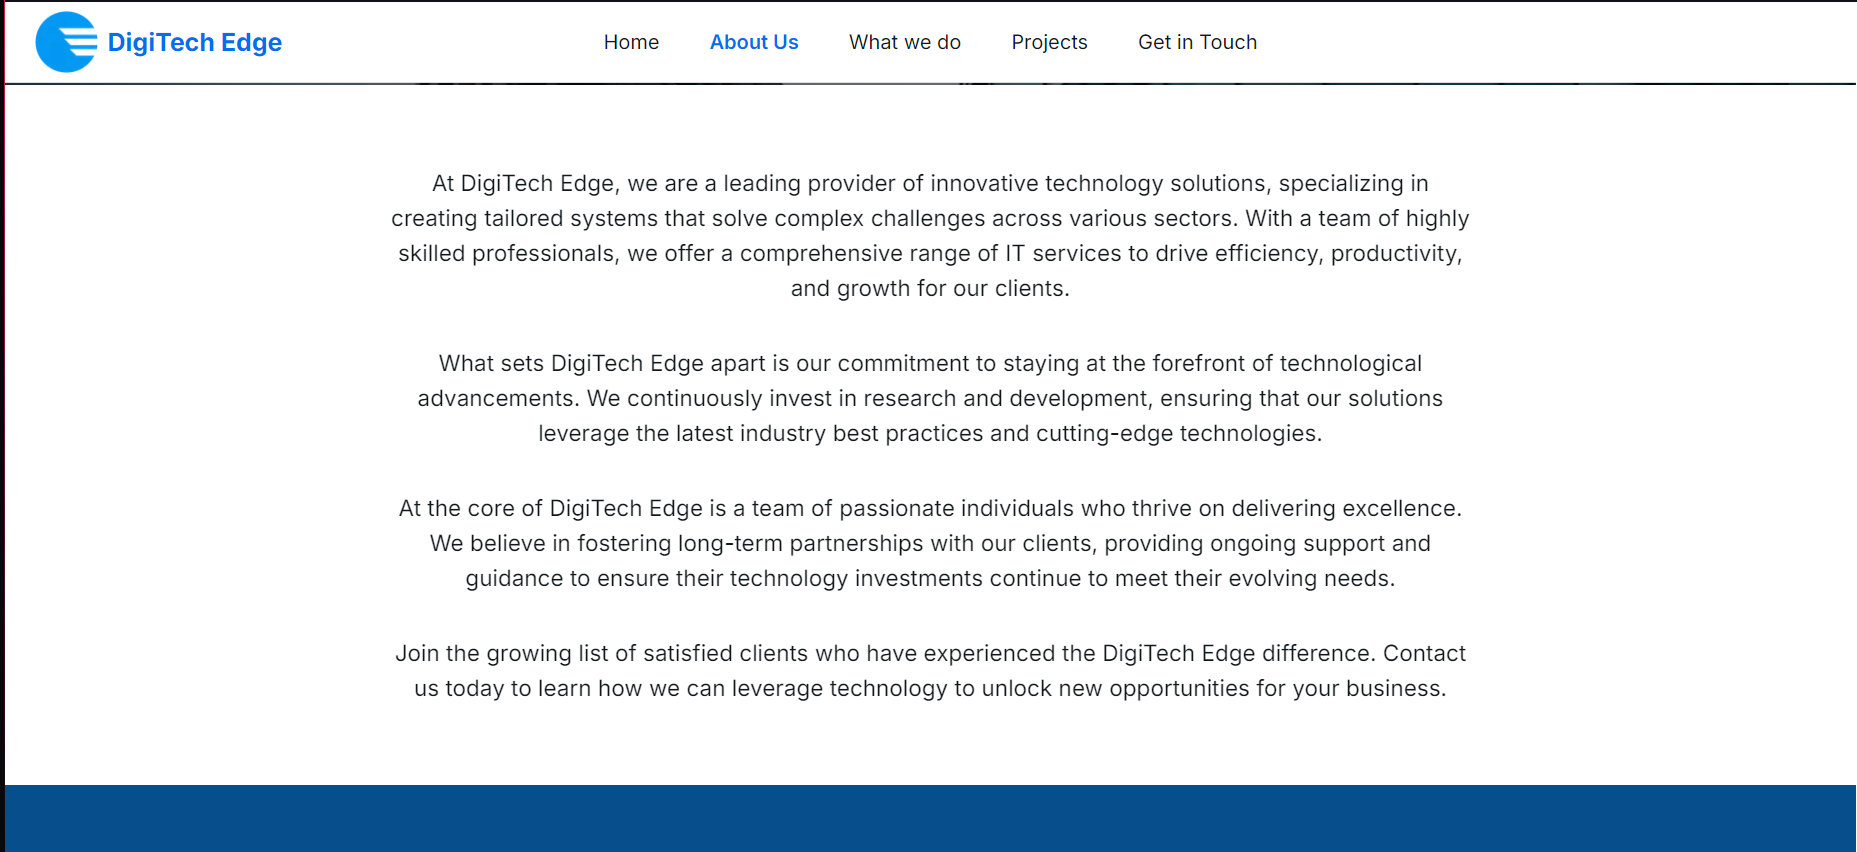 DigiTech Edge
Home
About Us
What we do
Projects
Get in Touch
At DigiTech Edge, we are a leading provider of innovative technology solutions, specializing in
creating tailored systems that solve complex challenges across various sectors. With a team of highly
skilled professionals, we offer a comprehensive range of IT services to drive efficiency, productivity,
and growth for our clients.
What sets DigiTech Edge apart is our commitment to staying at the forefront of technological
advancements. We continuously invest in research and development, ensuring that our solutions
leverage the latest industry best practices and cutting-edge technologies.
At the core of DigiTech Edge is a team of passionate individuals who thrive on delivering excellence.
We believe in fostering long-term partnerships with our clients, providing ongoing support and
guidance to ensure their technology investments continue to meet their evolving needs.
Join the growing list of satisfied clients who have experienced the DigiTech Edge difference. Contact
us today to learn how we can leverage technology to unlock new opportunities for your business.